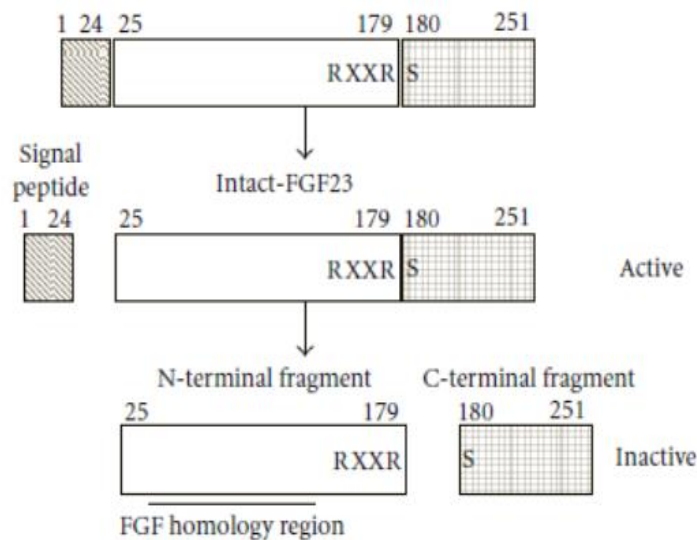 1 24 25 179 180 251
RXXR S
Signal
peptide Intact-FGF23
1 24 25 179 180 251
RXXR S Active
N-terminal fragment C-terminal fragment
25 179 180 251
RXXR S Inactive
FGF homology region